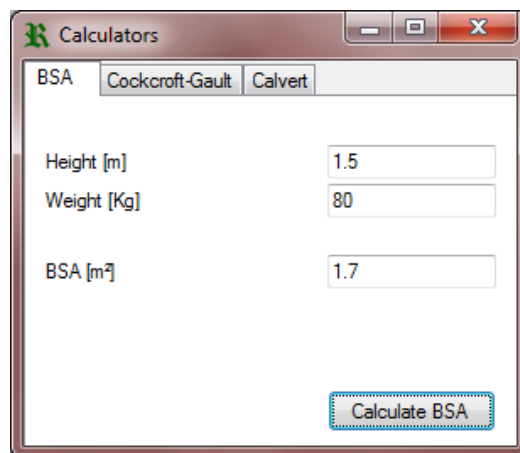 Calculators
BSA Cockcroft-Gault Calvert
Height [m] 1.5
Weight [Kg] 80
BSA [m²] 1.7
Calculate BSA